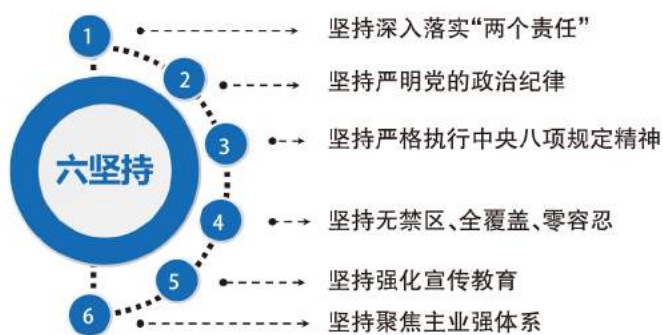 六坚持
1 坚持深入落实“两个责任”
2 坚持严明党的政治纪律
3 坚持严格执行中央八项规定精神
4 坚持无禁区、全覆盖、零容忍
5 坚持强化宣传教育
6 坚持聚焦主业强体系